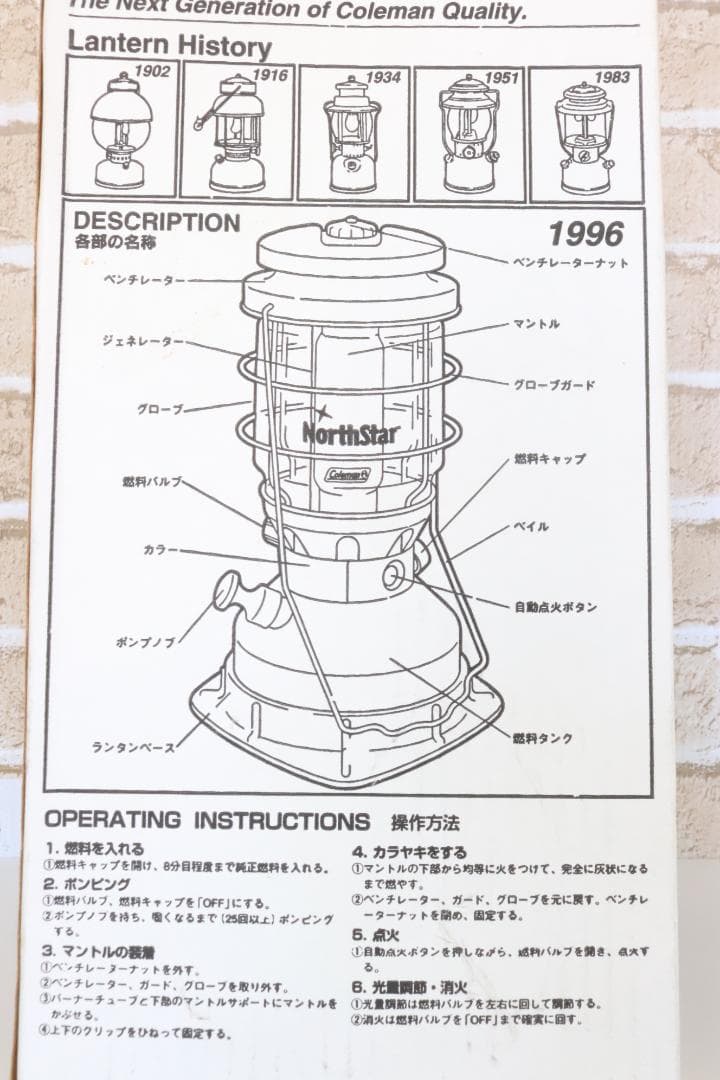 The Next Generation of Coleman Quality.
Lantern History
1902
1916
1934
1951
1983
DESCRIPTION
各部の名称
1996
ベンチレーターナット
ベンチレーター
マントル
ジェネレーター
グローブガード
グローブ
NorthStar
Coleman
燃料キャップ
燃料バルブ
ベイル
カラー
自動点火ボタン
ポンプノブ
燃料タンク
ランタンベース
OPERATING INSTRUCTIONS 操作方法
1. 燃料を入れる
①燃料キャップを開け、8分目程度まで純正燃料を入れる。
2. ポンピング
①燃料バルブ、燃料キャップを「OFF」にする。
②ポンプノブを持ち、堅くなるまで(25回以上)ポンピング
する。
3. マントルの装着
①ベンチレーターナットを外す。
②ベンチレーター、ガード、グローブを取り外す。
③バーナーチューブと下部のマントルサポートにマントルを
かぶせる。
④上下のクリップをひねって固定する。
4. カラヤキをする
①マントルの下部から均等に火をつけて、完全に灰状になる
まで燃やす。
②ベンチレーター、ガード、グローブを元に戻す。ベンチレ
ーターナットを閉め、固定する。
5. 点火
①自動点火ボタンを押しながら、燃料バルブを開き、点火す
る。
6. 光量調節・消火
①光量調節は燃料バルブを左右に回して調節する。
②消火は燃料バルブを「OFF」まで確実に回す。